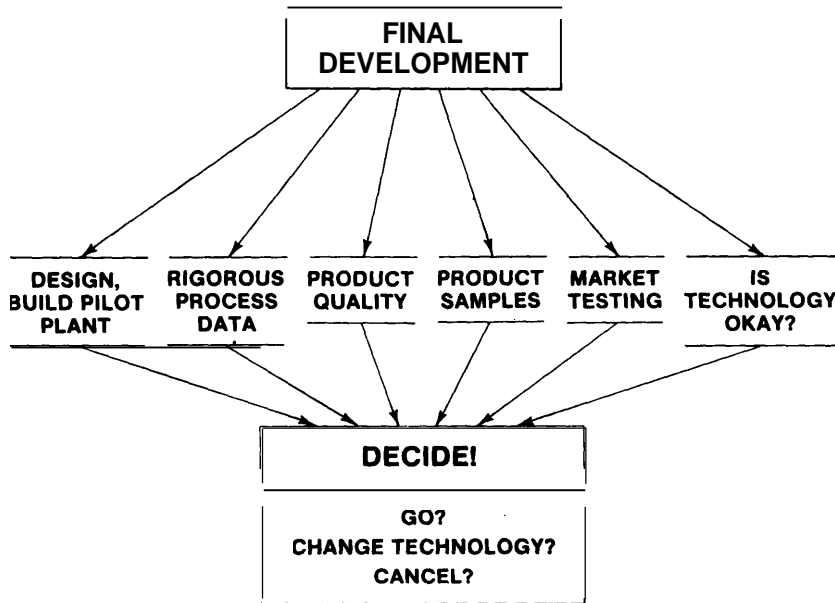 FINAL
DEVELOPMENT
DESIGN,
BUILD PILOT
PLANT
RIGOROUS
PROCESS
DATA
PRODUCT
QUALITY
PRODUCT
SAMPLES
MARKET
TESTING
IS
TECHNOLOGY
OKAY?
DECIDE!
GO?
CHANGE TECHNOLOGY?
CANCEL?